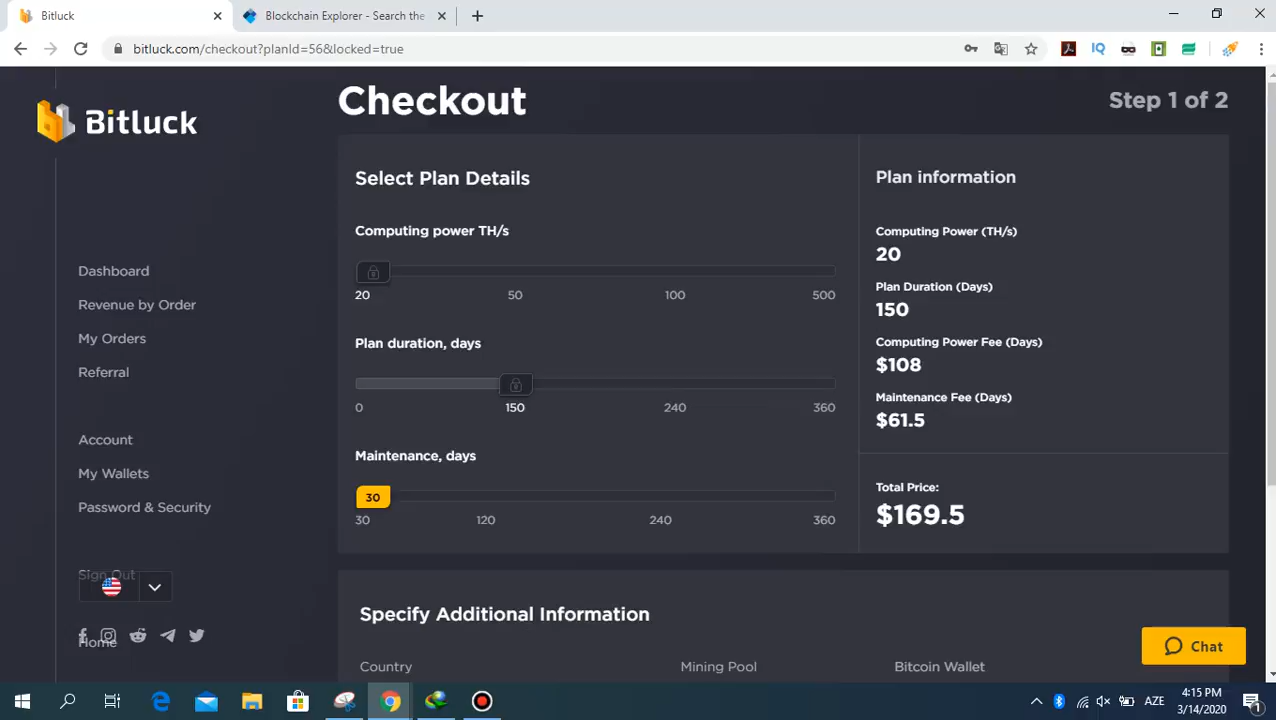 Bitluck
Blockchain Explorer - Search the
bitluck.com/checkout?planId=56&locked=true
IQ
Bitluck
Checkout
Step 1 of 2
Dashboard
Revenue by Order
My Orders
Referral
Account
My Wallets
Password & Security
Sign Out
Home
Select Plan Details
Computing power TH/s
20 50 100 500
Plan duration, days
0 150 240 360
Maintenance, days
30
30 120 240 360
Plan information
Computing Power (TH/s)
20
Plan Duration (Days)
150
Computing Power Fee (Days)
$108
Maintenance Fee (Days)
$61.5
Total Price:
$169.5
Specify Additional Information
Country Mining Pool Bitcoin Wallet
Chat
AZE
4:15 PM
3/14/2020
1